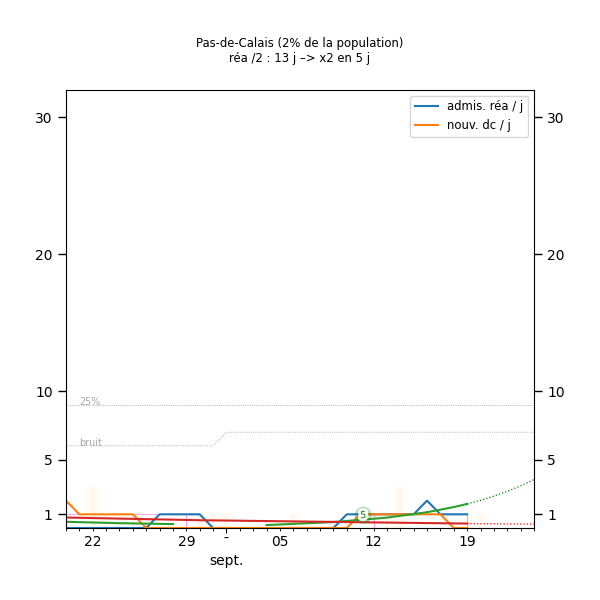 Pas-de-Calais (2% de la population)
réa /2 : 13 j –> x2 en 5 j
admis. réa / j
nouv. dc / j
30 30
20 20
10 10
25%
bruit
5 5
5
1 1
22 29 - 05 12 19
sept.